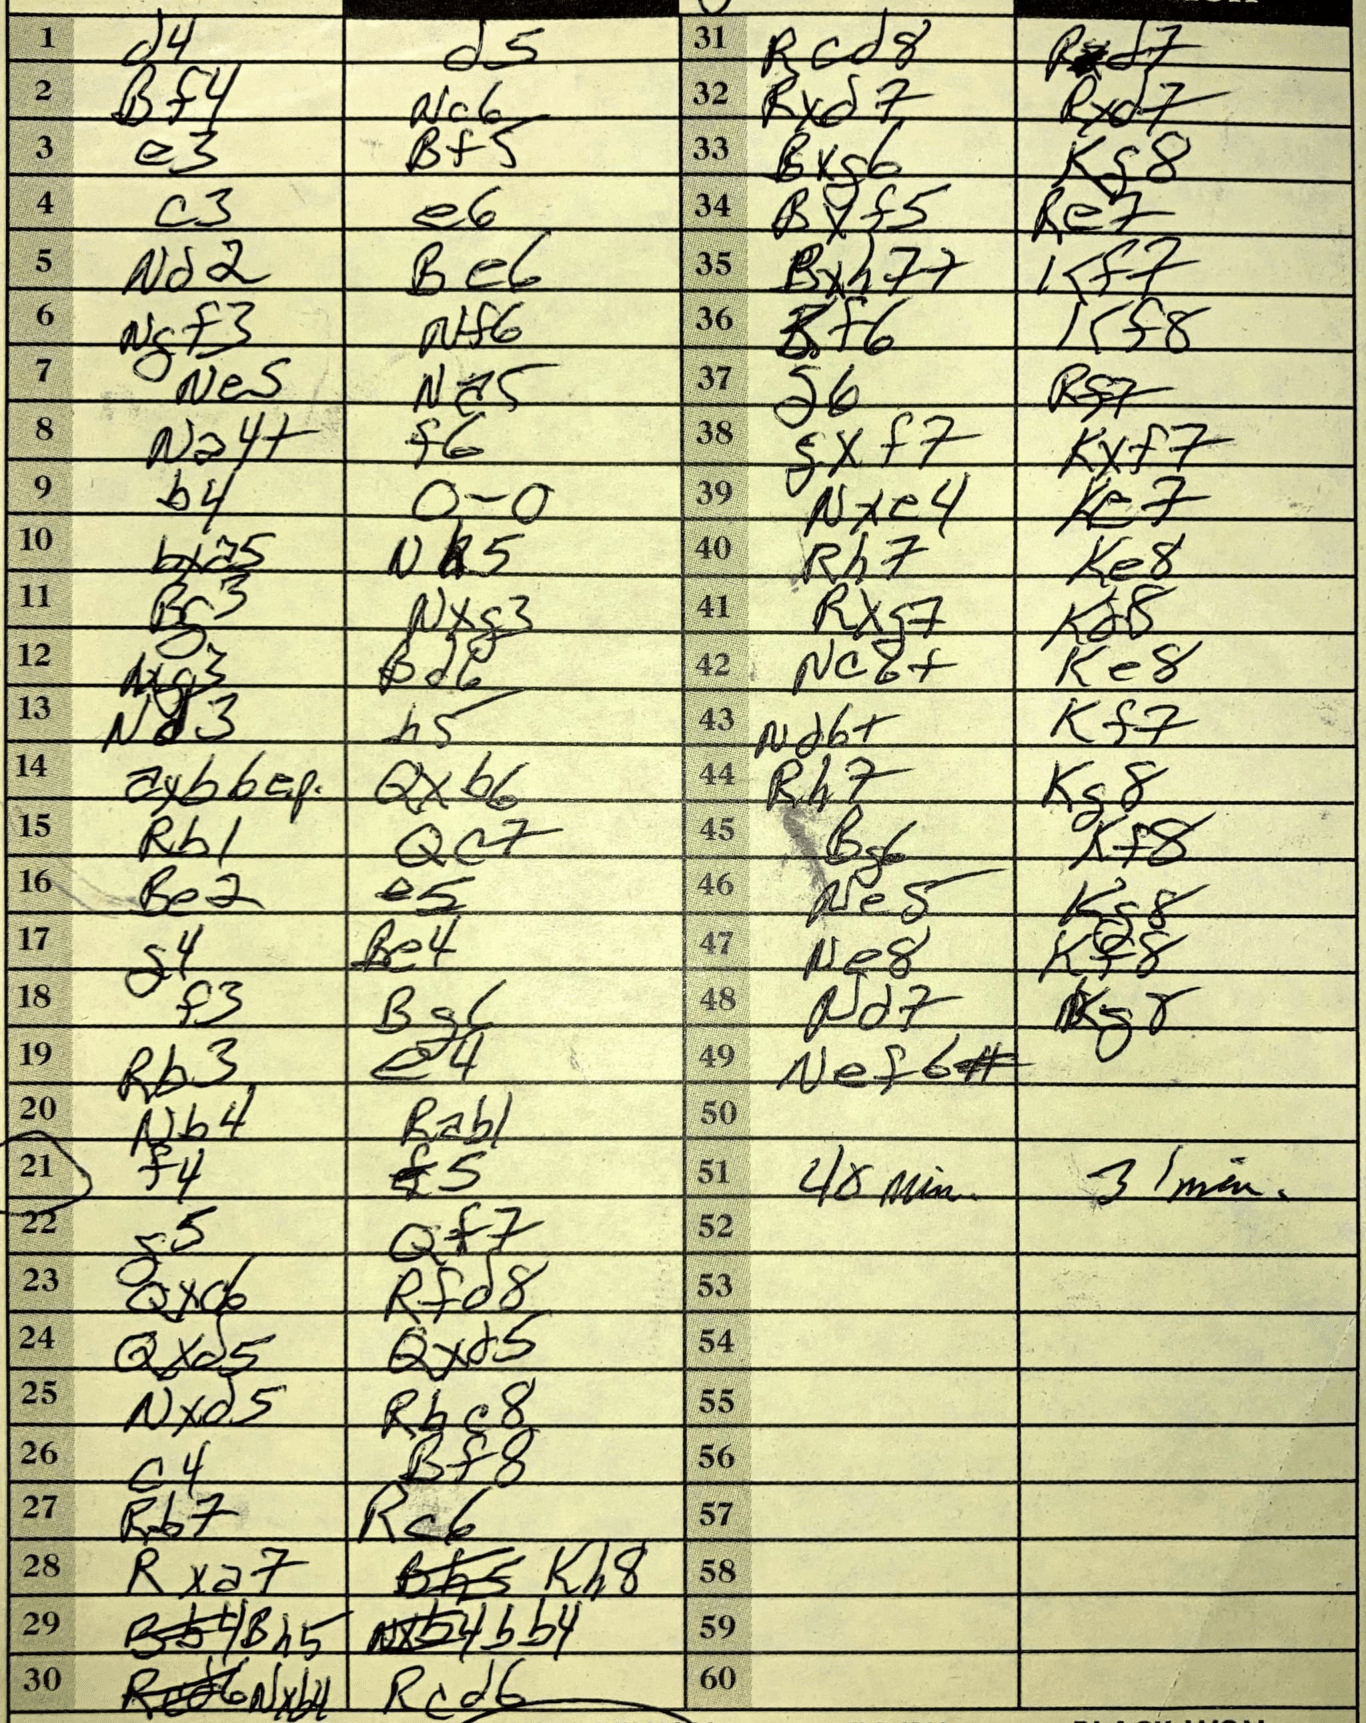 1 d4 d5
2 Bf4 Nc6
3 e3 Bf5
4 c3 e6
5 Nd2 Be6
6 Ngf3 Nf6
7 Ne5 Na5
8 Na4+ f6
9 b4 O-O
10 bxa5 Nh5
11 Bg3 Nxg3
12 Nxg3 Bd6
13 Nd3 h5
14 axb6 e.p. Qxb6
15 Rb1 Qc7
16 Be2 e5
17 g4 Be4
18 f3 Bg6
19 Rb3 e4
20 Nb4 Rab1
21 f4 f5
22 g5 Qf7
23 Qxc6 Rfd8
24 Qxd5 Qxd5
25 Nxd5 Rbc8
26 c4 Bf8
27 Rb7 Rc6
28 Rxa7 Bh5 Kh8
29 Bb4 Bh5 Nxb4 bb4
30 Rcd6 Nxb4 Rcd6
31 Rcd8 Rd7
32 Rxd7 Rxd7
33 Bxg6 Kg8
34 Bxf5 Re7
35 Bxh7+ Kf7
36 Bf6 Kf8
37 g6 Rf7
38 gxf7 Kxf7
39 Nxe4 Ke7
40 Rh7 Ke8
41 Rxg7 Kd8
42 Nc6+ Ke8
43 Nd6+ Kf7
44 Rh7 Kg8
45 Bg6 Kf8
46 Ne5 Kg8
47 Ne8 Kf8
48 Nd7 Kg8
49 Nef6#
50
51 48 min. 31 min.
52
53
54
55
56
57
58
59
60